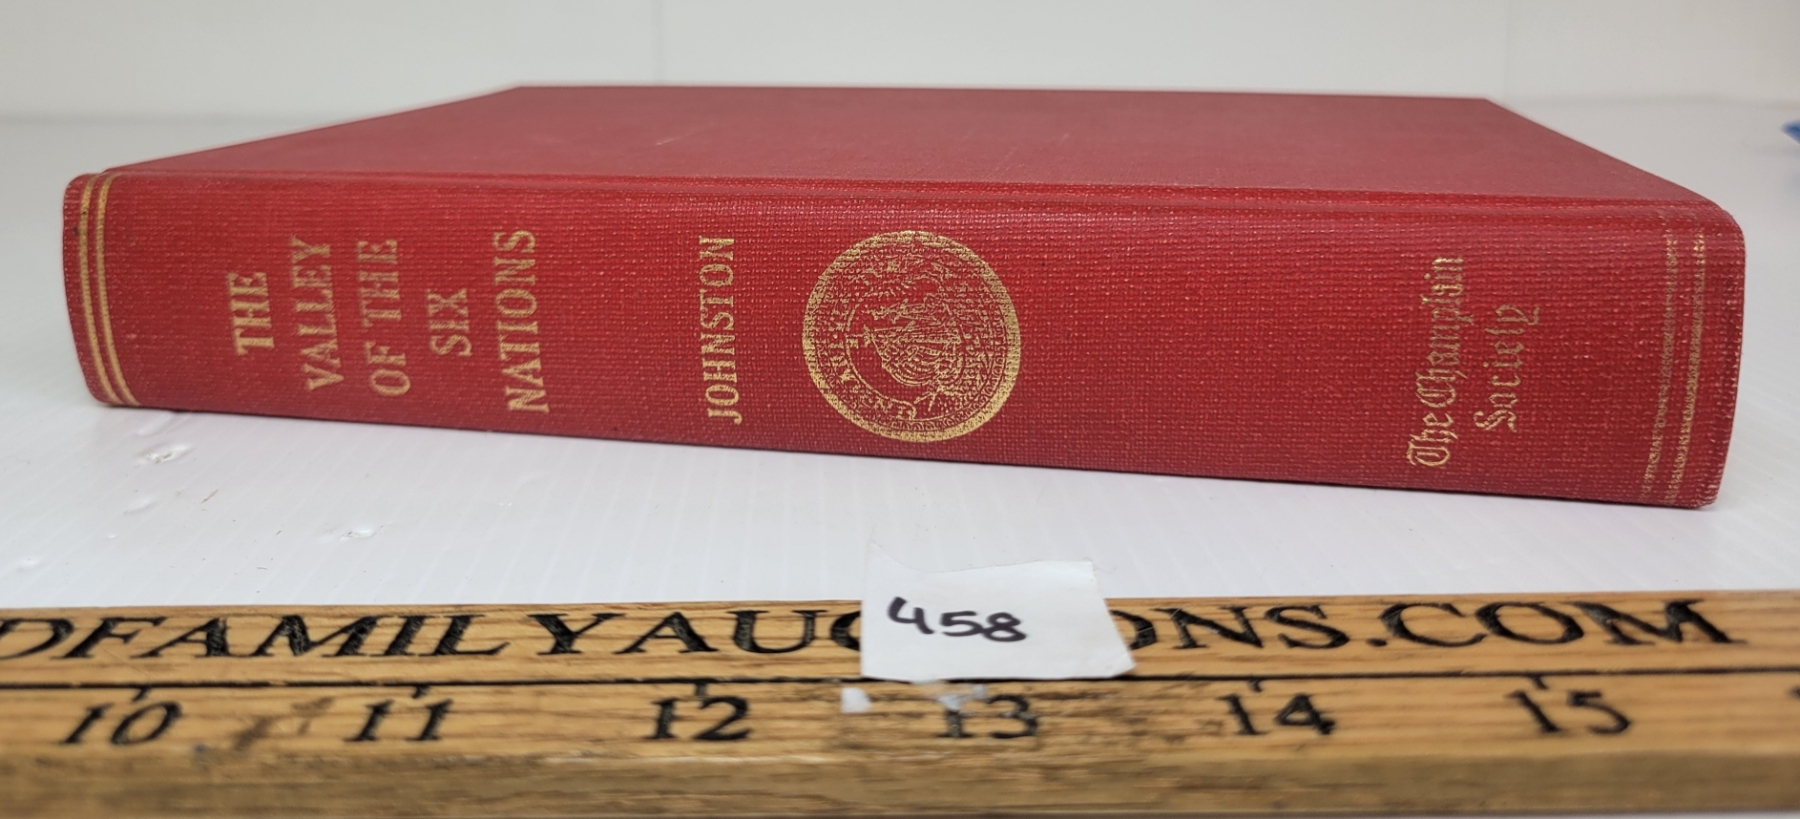 THE
VALLEY
OF THE
SIX
NATIONS
JOHNSTON
The Champlain
Society
458
DFAMILYAUC ONS.COM
10 11 12 13 14 15